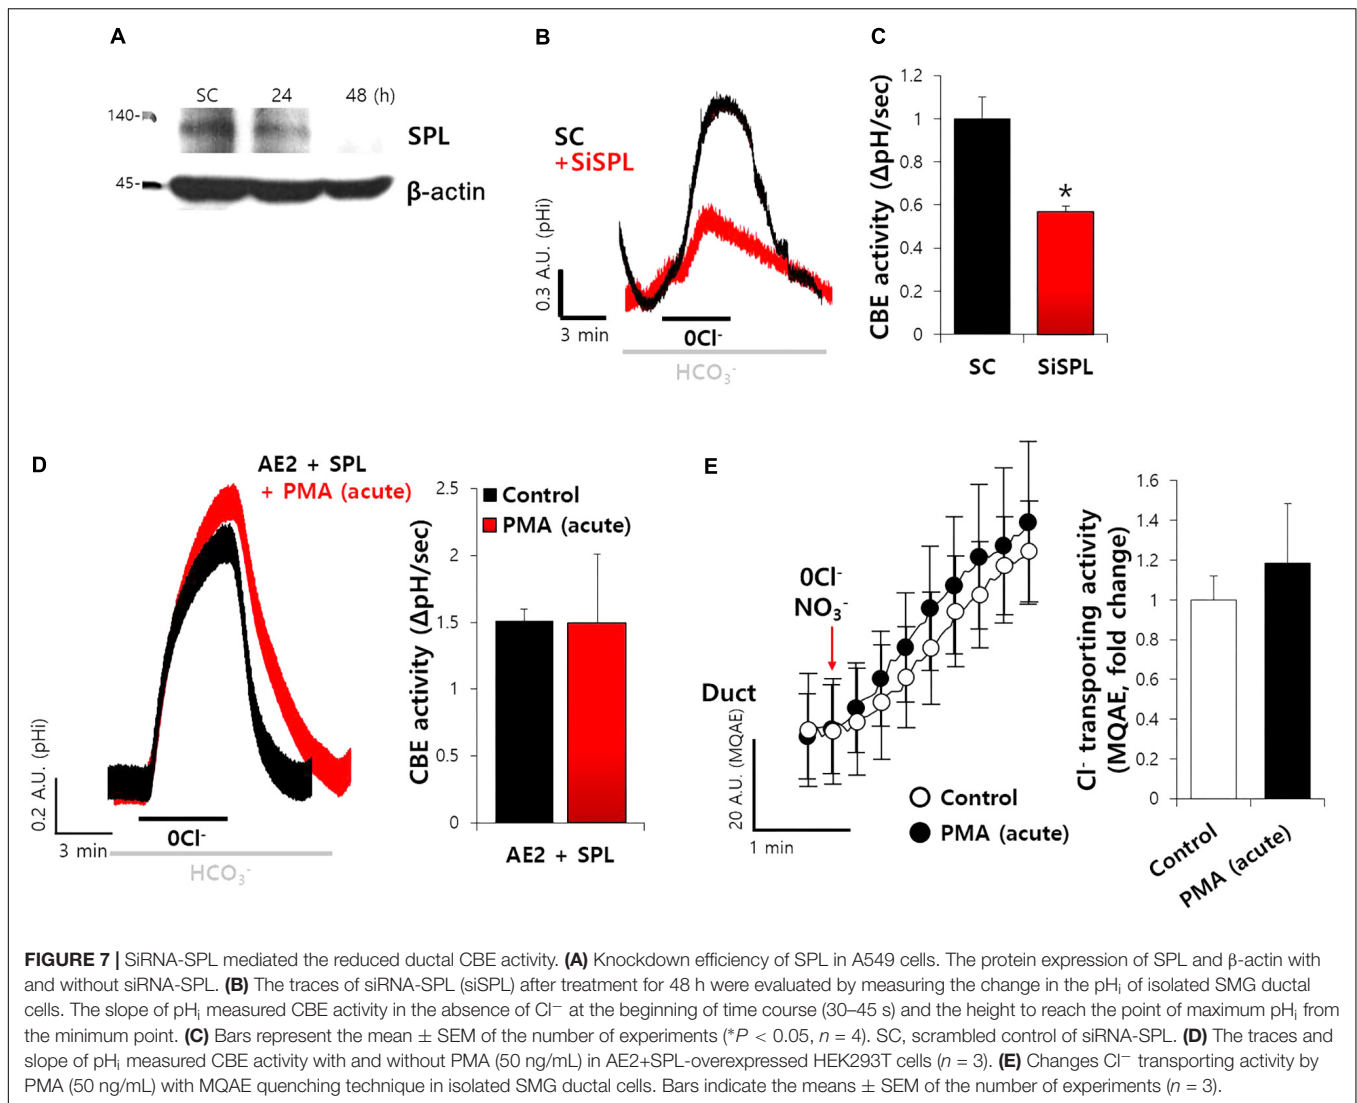 A
SC 24 48 (h)
140-
SPL
45-
β-actin
B
SC
+SiSPL
0.3 A.U. (pHi)
3 min
0Cl⁻
HCO₃⁻
C
CBE activity (ΔpH/sec)
1.2
1
0.8
0.6
0.4
0.2
0
*
SC SiSPL
D
AE2 + SPL
+ PMA (acute)
0.2 A.U. (pHi)
3 min
0Cl⁻
HCO₃⁻
CBE activity (ΔpH/sec)
2.5
2
1.5
1
0.5
0
Control
PMA (acute)
AE2 + SPL
E
0Cl⁻
NO₃⁻
Duct
20 A.U. (MQAE)
1 min
Control
PMA (acute)
Cl⁻ transporting activity
(MQAE, fold change)
1.6
1.4
1.2
1
0.8
0.6
0.4
0.2
0
Control
PMA (acute)
FIGURE 7 | SiRNA-SPL mediated the reduced ductal CBE activity. (A) Knockdown efficiency of SPL in A549 cells. The protein expression of SPL and β-actin with
and without siRNA-SPL. (B) The traces of siRNA-SPL (siSPL) after treatment for 48 h were evaluated by measuring the change in the pHᵢ of isolated SMG ductal
cells. The slope of pHᵢ measured CBE activity in the absence of Cl⁻ at the beginning of time course (30–45 s) and the height to reach the point of maximum pHᵢ from
the minimum point. (C) Bars represent the mean ± SEM of the number of experiments (*P < 0.05, n = 4). SC, scrambled control of siRNA-SPL. (D) The traces and
slope of pHᵢ measured CBE activity with and without PMA (50 ng/mL) in AE2+SPL-overexpressed HEK293T cells (n = 3). (E) Changes Cl⁻ transporting activity by
PMA (50 ng/mL) with MQAE quenching technique in isolated SMG ductal cells. Bars indicate the means ± SEM of the number of experiments (n = 3).